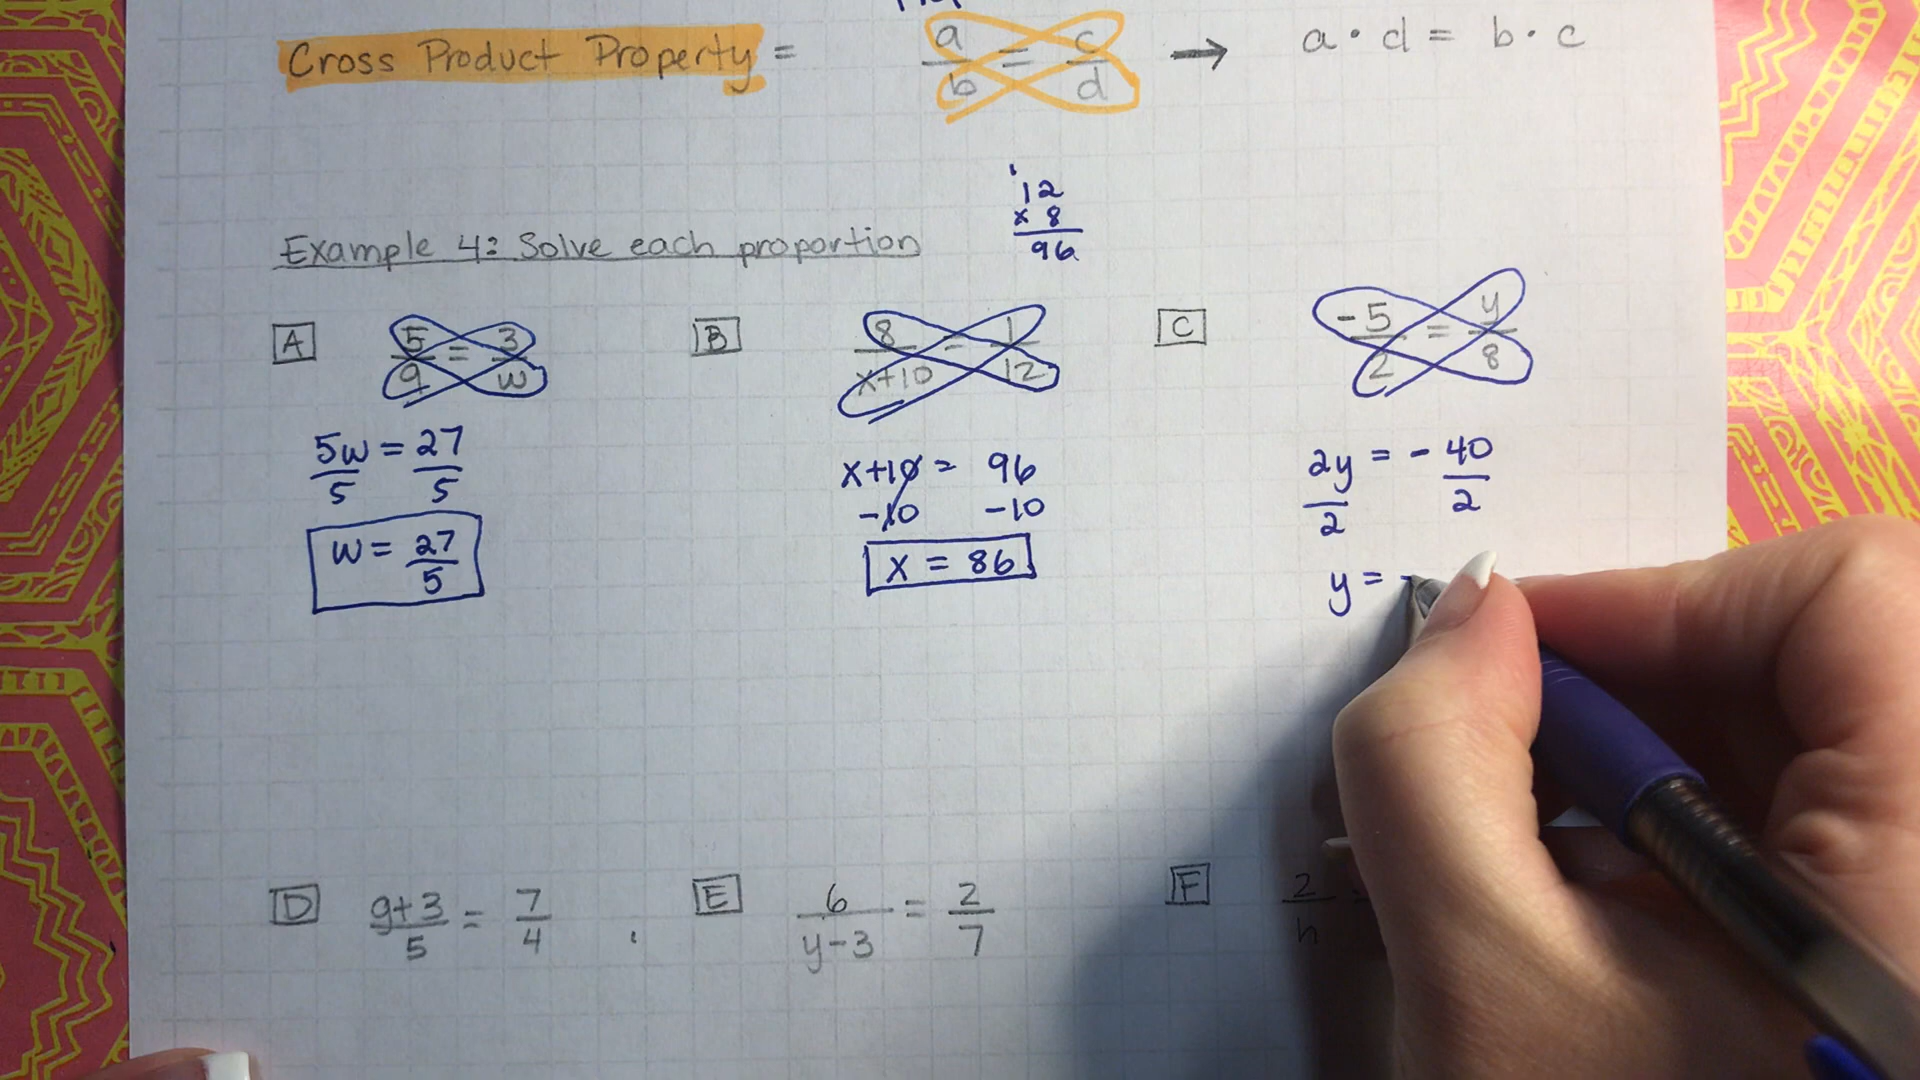 Cross Product Property = a/b = c/d → a · d = b · c
1
12
x 8
96
Example 4: Solve each proportion
A 5/9 = 3/w
5w/5 = 27/5
w = 27/5
B 8/x+10 = 1/12
x+10 = 96
-10 -10
x = 86
C -5/2 = y/8
2y/2 = -40/2
y = -
D g+3/5 = 7/4
E 6/y-3 = 2/7
F 2/h =